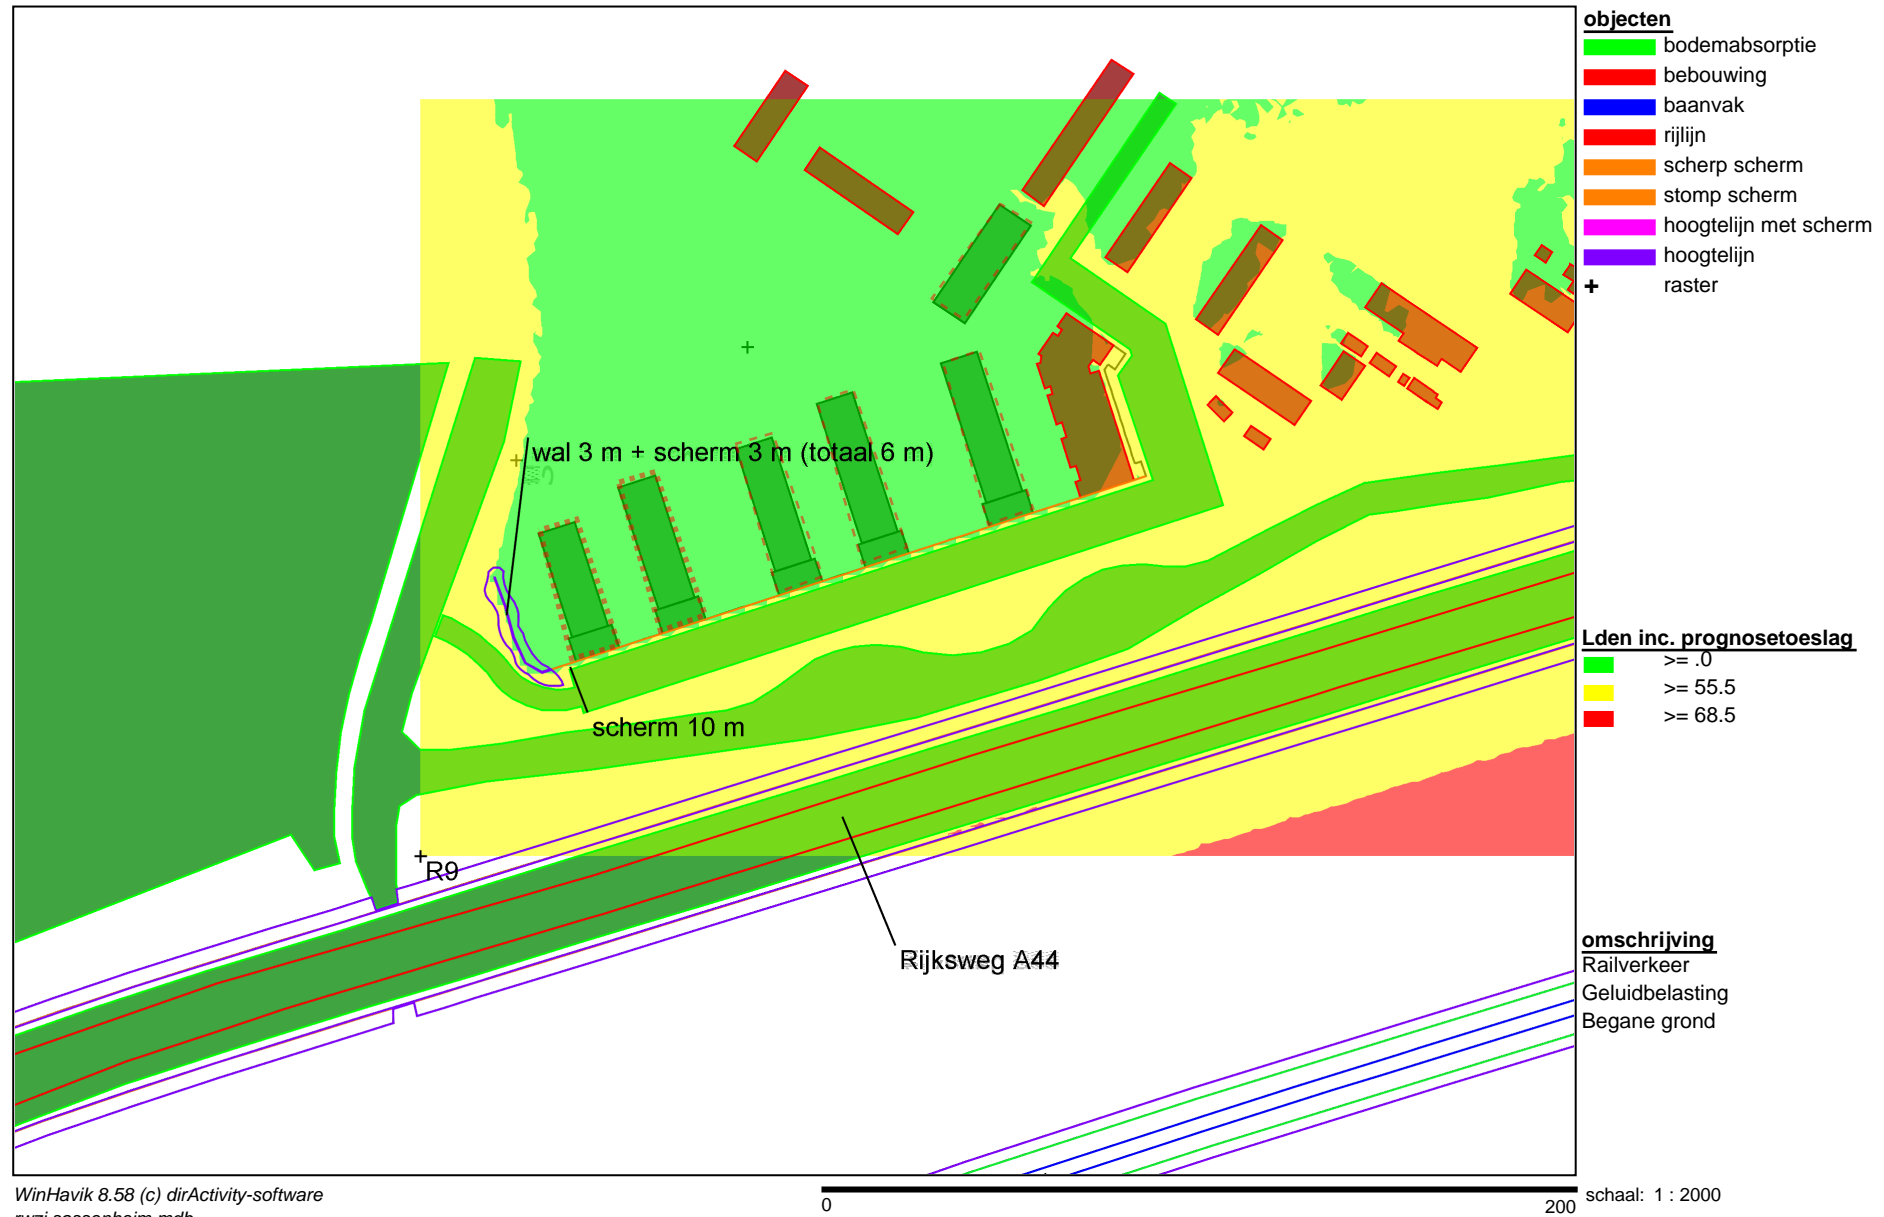 objecten
bodemabsorptie
bebouwing
baanvak
rijlijn
scherp scherm
stomp scherm
hoogtelijn met scherm
hoogtelijn
+ raster
wal 3 m + scherm 3 m (totaal 6 m)
scherm 10 m
R9
Rijksweg A44
Lden inc. prognosetoeslag
>= .0
>= 55.5
>= 68.5
omschrijving
Railverkeer
Geluidbelasting
Begane grond
WinHavik 8.58 (c) dirActivity-software
0
200
schaal: 1 : 2000